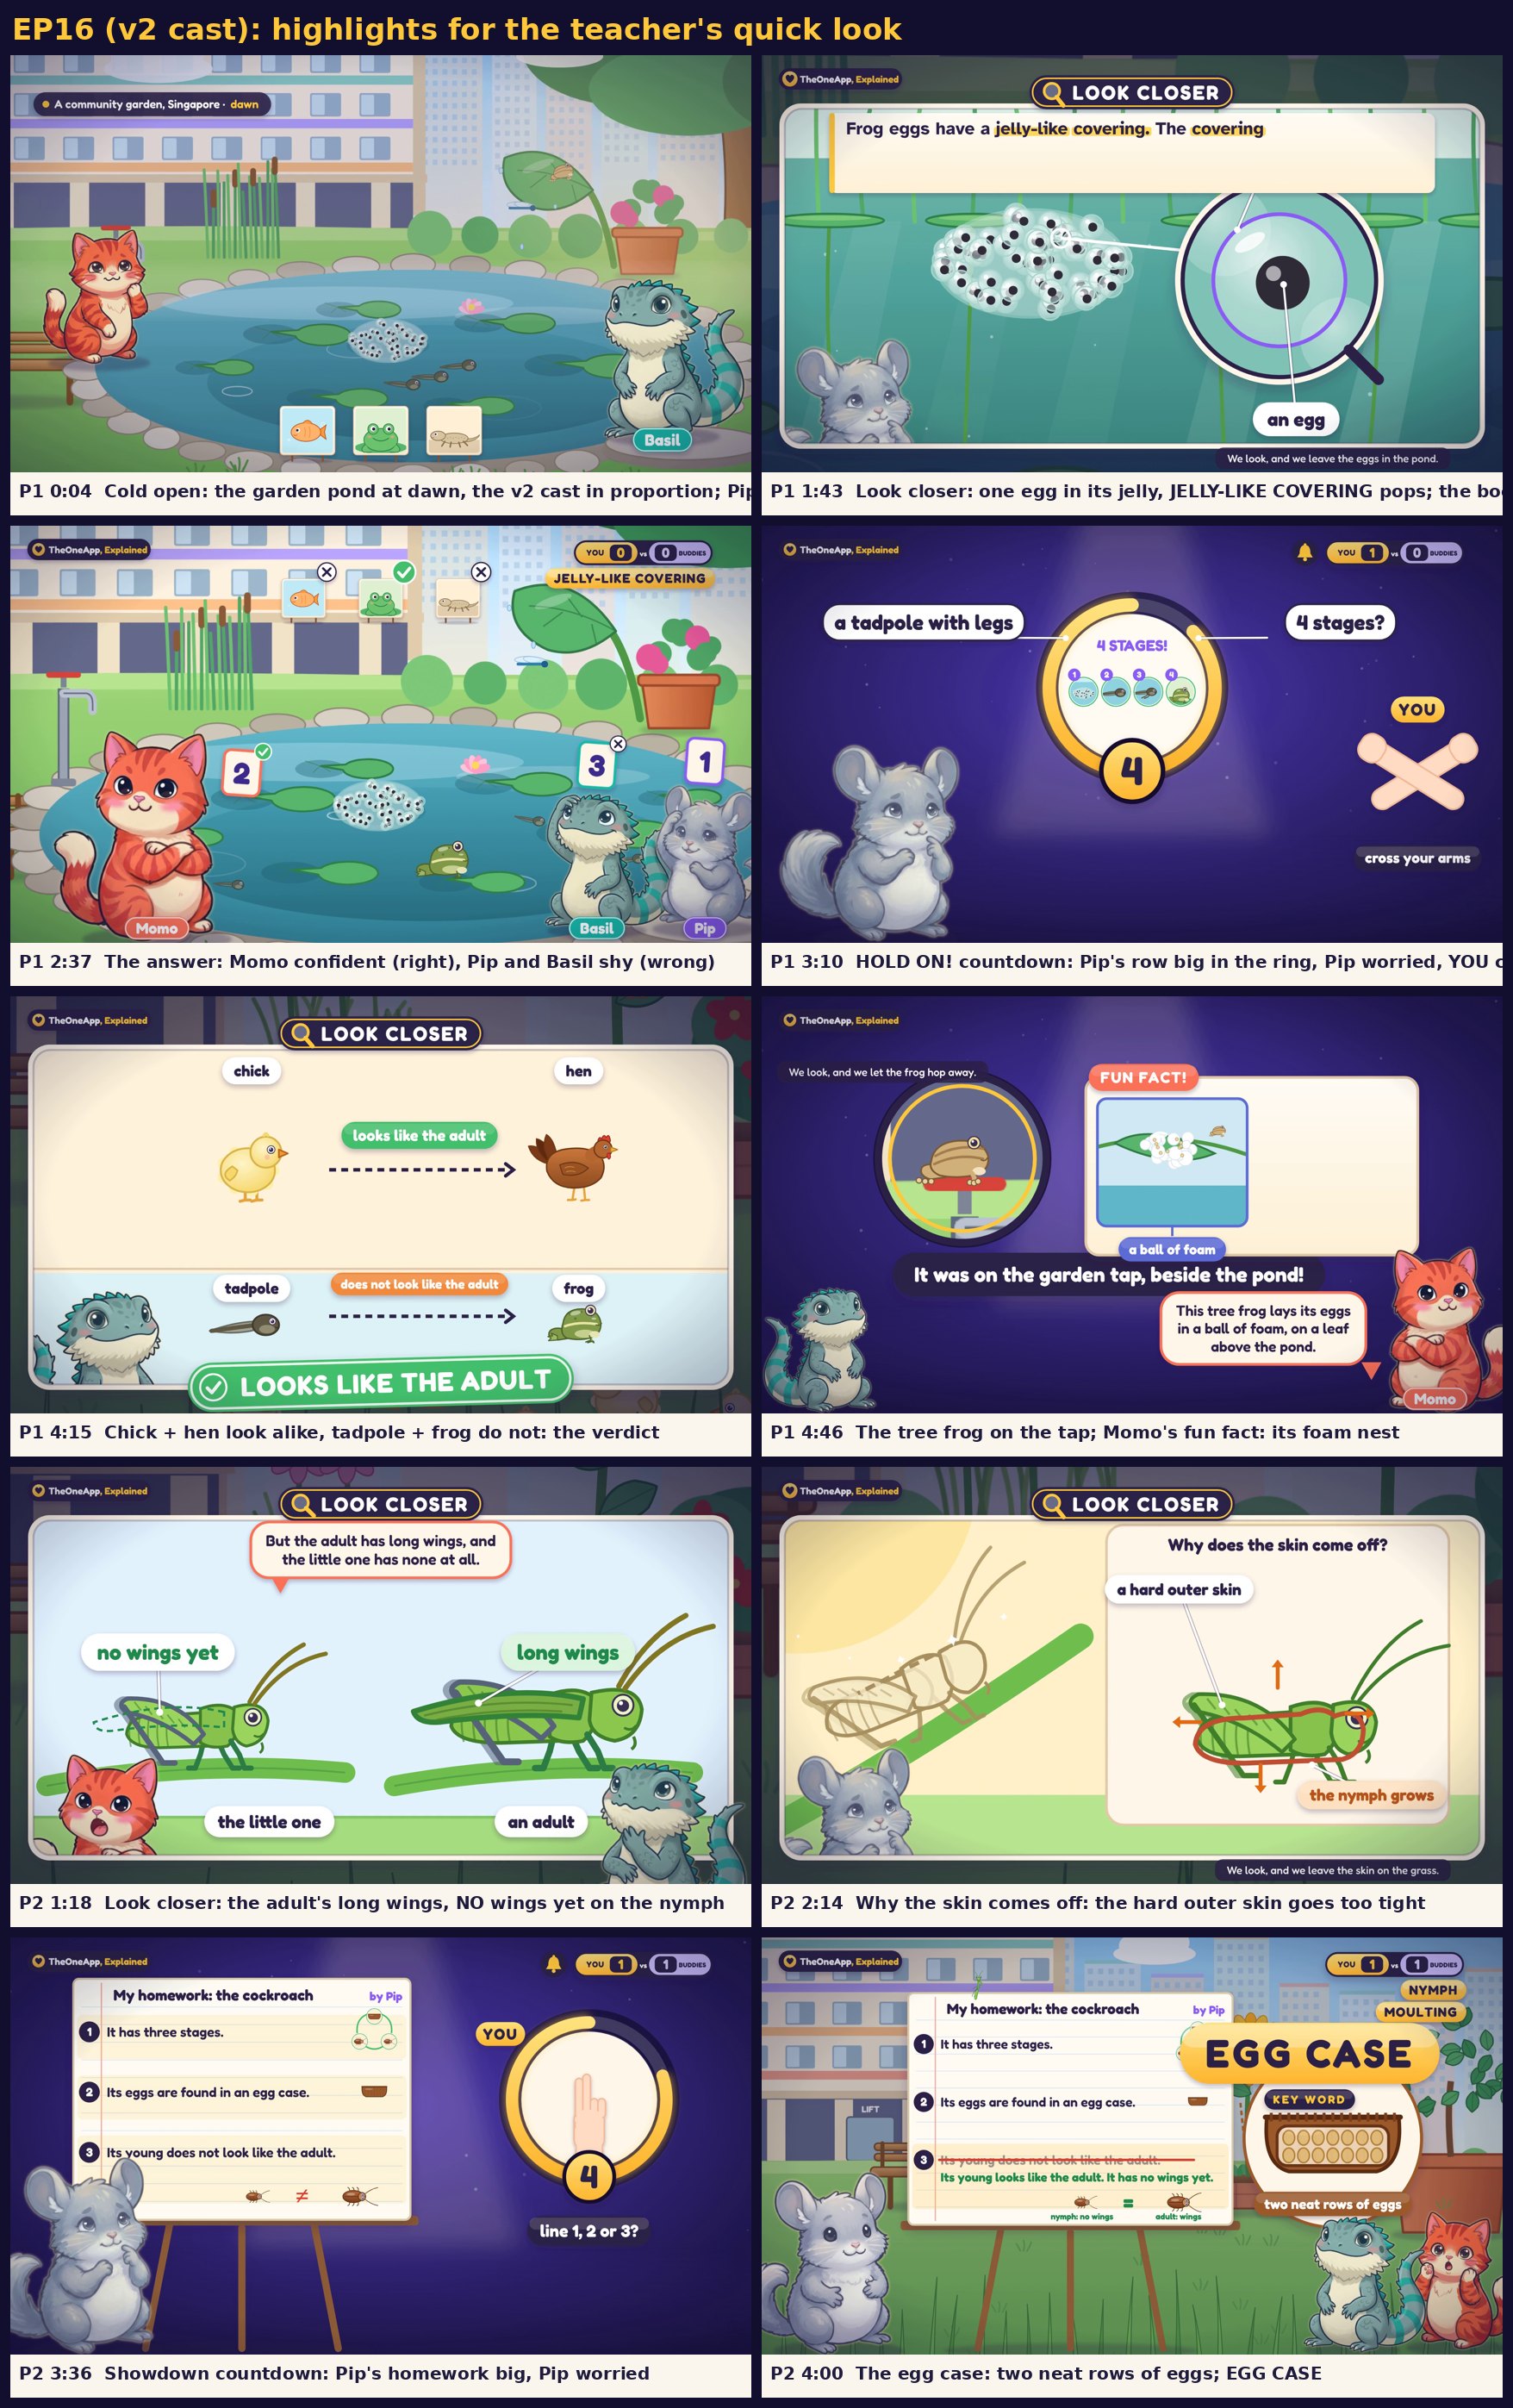 EP16 (v2 cast): highlights for the teacher's quick look
A community garden, Singapore · dawn
Basil
P1 0:04 Cold open: the garden pond at dawn, the v2 cast in proportion; Pip
TheOneApp, Explained
LOOK CLOSER
Frog eggs have a jelly-like covering. The covering
an egg
We look, and we leave the eggs in the pond.
P1 1:43 Look closer: one egg in its jelly, JELLY-LIKE COVERING pops; the bo
TheOneApp, Explained
YOU 0 vs 0 BUDDIES
JELLY-LIKE COVERING
2
3
1
Momo
Basil
Pip
P1 2:37 The answer: Momo confident (right), Pip and Basil shy (wrong)
TheOneApp, Explained
YOU 1 vs 0 BUDDIES
a tadpole with legs
4 stages?
4 STAGES!
1 2 3 4
4
YOU
cross your arms
P1 3:10 HOLD ON! countdown: Pip's row big in the ring, Pip worried, YOU c
TheOneApp, Explained
LOOK CLOSER
chick
hen
looks like the adult
tadpole
does not look like the adult
frog
LOOKS LIKE THE ADULT
P1 4:15 Chick + hen look alike, tadpole + frog do not: the verdict
TheOneApp, Explained
We look, and we let the frog hop away.
FUN FACT!
a ball of foam
It was on the garden tap, beside the pond!
This tree frog lays its eggs
in a ball of foam, on a leaf
above the pond.
Momo
P1 4:46 The tree frog on the tap; Momo's fun fact: its foam nest
TheOneApp, Explained
LOOK CLOSER
But the adult has long wings, and
the little one has none at all.
no wings yet
long wings
the little one
an adult
P2 1:18 Look closer: the adult's long wings, NO wings yet on the nymph
TheOneApp, Explained
LOOK CLOSER
Why does the skin come off?
a hard outer skin
the nymph grows
We look, and we leave the skin on the grass.
P2 2:14 Why the skin comes off: the hard outer skin goes too tight
TheOneApp, Explained
YOU 1 vs 1 BUDDIES
My homework: the cockroach by Pip
1 It has three stages.
2 Its eggs are found in an egg case.
3 Its young does not look like the adult.
≠
YOU
4
line 1, 2 or 3?
P2 3:36 Showdown countdown: Pip's homework big, Pip worried
TheOneApp, Explained
YOU 1 vs 1 BUDDIES
NYMPH
MOULTING
EGG CASE
KEY WORD
two neat rows of eggs
LIFT
My homework: the cockroach by Pip
1 It has three stages.
2 Its eggs are found in an egg case.
3 Its young does not look like the adult.
Its young looks like the adult. It has no wings yet.
=
nymph: no wings
adult: wings
P2 4:00 The egg case: two neat rows of eggs; EGG CASE